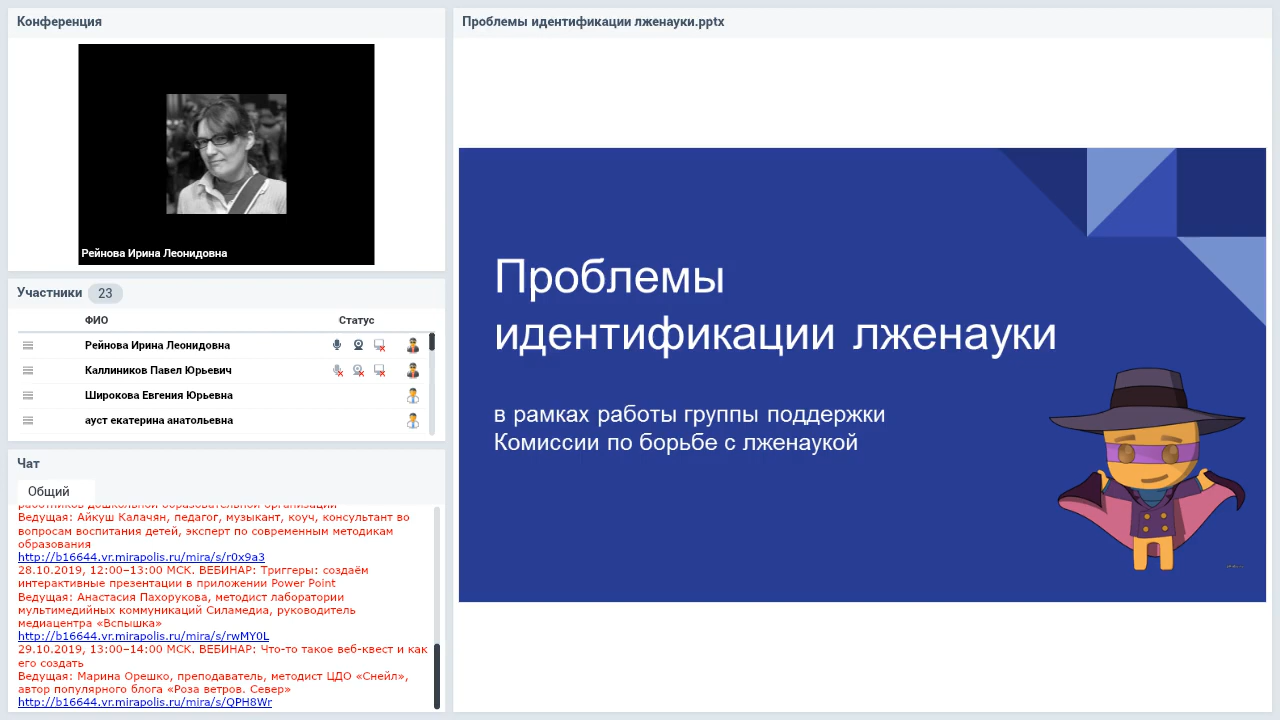 Конференция
Рейнова Ирина Леонидовна
Участники 23
ФИО Статус
Рейнова Ирина Леонидовна
Каллиников Павел Юрьевич
Широкова Евгения Юрьевна
ауст екатерина анатольевна
Чат
Общий
работников дошкольной образовательной организации
Ведущая: Айкуш Калачян, педагог, музыкант, коуч, консультант во
вопросам воспитания детей, эксперт по современным методикам
образования
http://b16644.vr.mirapolis.ru/mira/s/r0x9a3
28.10.2019, 12:00–13:00 МСК. ВЕБИНАР: Триггеры: создаём
интерактивные презентации в приложении Power Point
Ведущая: Анастасия Пахорукова, методист лаборатории
мультимедийных коммуникаций Силамедиа, руководитель
медиацентра «Вспышка»
http://b16644.vr.mirapolis.ru/mira/s/rwMY0L
29.10.2019, 13:00–14:00 МСК. ВЕБИНАР: Что-то такое веб-квест и как
его создать
Ведущая: Марина Орешко, преподаватель, методист ЦДО «Снейл»,
автор популярного блога «Роза ветров. Север»
http://b16644.vr.mirapolis.ru/mira/s/QPH8Wr
Проблемы идентификации лженауки.pptx
Проблемы
идентификации лженауки
в рамках работы группы поддержки
Комиссии по борьбе с лженаукой